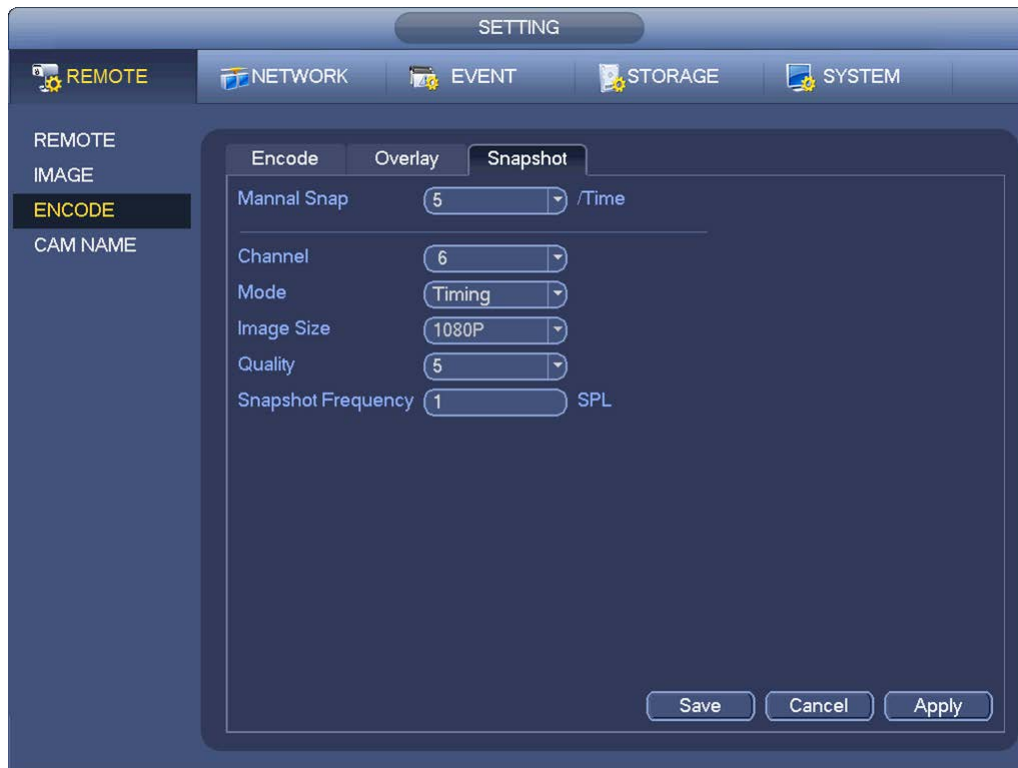 SETTING
REMOTE NETWORK EVENT STORAGE SYSTEM
REMOTE
IMAGE
ENCODE
CAM NAME
Encode Overlay Snapshot
Mannal Snap 5 /Time
Channel 6
Mode Timing
Image Size 1080P
Quality 5
Snapshot Frequency 1 SPL
Save Cancel Apply